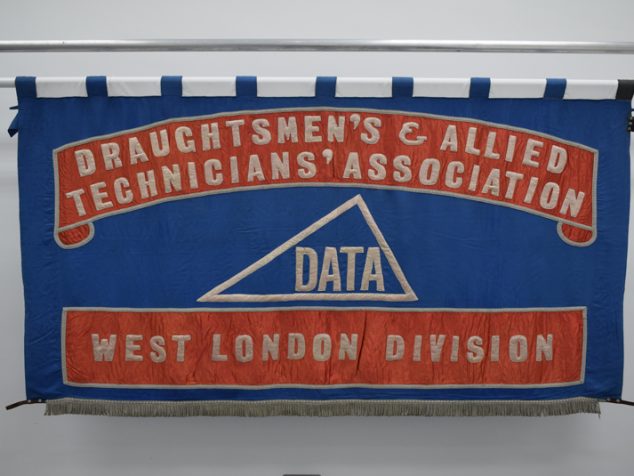 DRAUGHTSMEN'S & ALLIED
TECHNICIANS' ASSOCIATION
DATA
WEST LONDON DIVISION